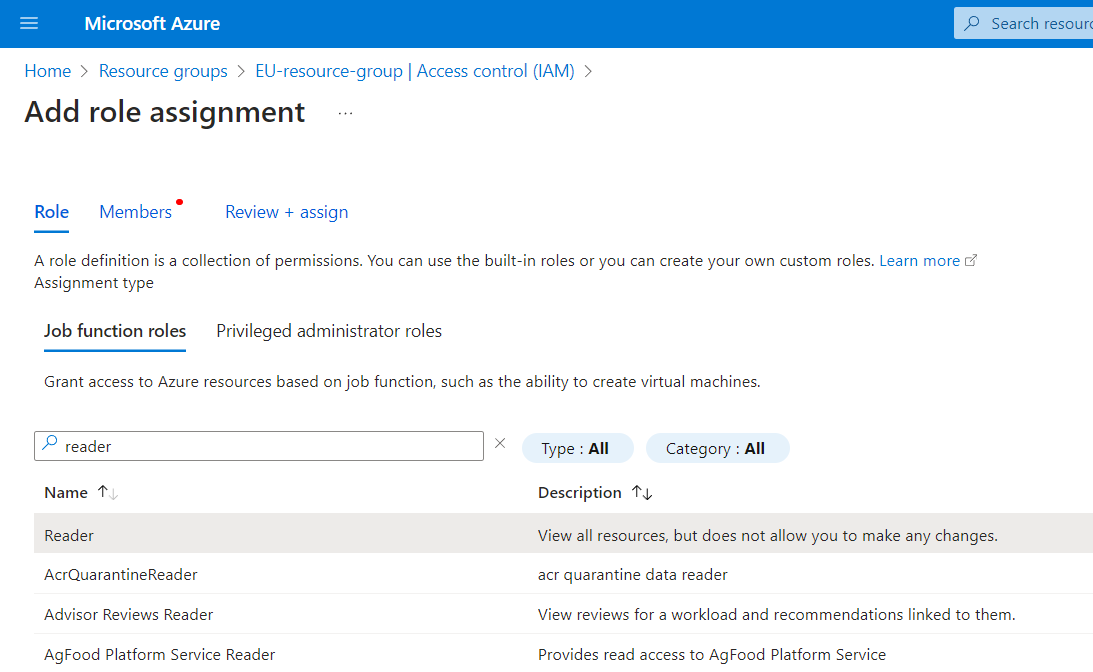 Microsoft Azure
Search resourc
Home > Resource groups > EU-resource-group | Access control (IAM) >
Add role assignment ...
Role Members Review + assign
A role definition is a collection of permissions. You can use the built-in roles or you can create your own custom roles. Learn more
Assignment type
Job function roles Privileged administrator roles
Grant access to Azure resources based on job function, such as the ability to create virtual machines.
reader Type : All Category : All
Name Description
Reader View all resources, but does not allow you to make any changes.
AcrQuarantineReader acr quarantine data reader
Advisor Reviews Reader View reviews for a workload and recommendations linked to them.
AgFood Platform Service Reader Provides read access to AgFood Platform Service